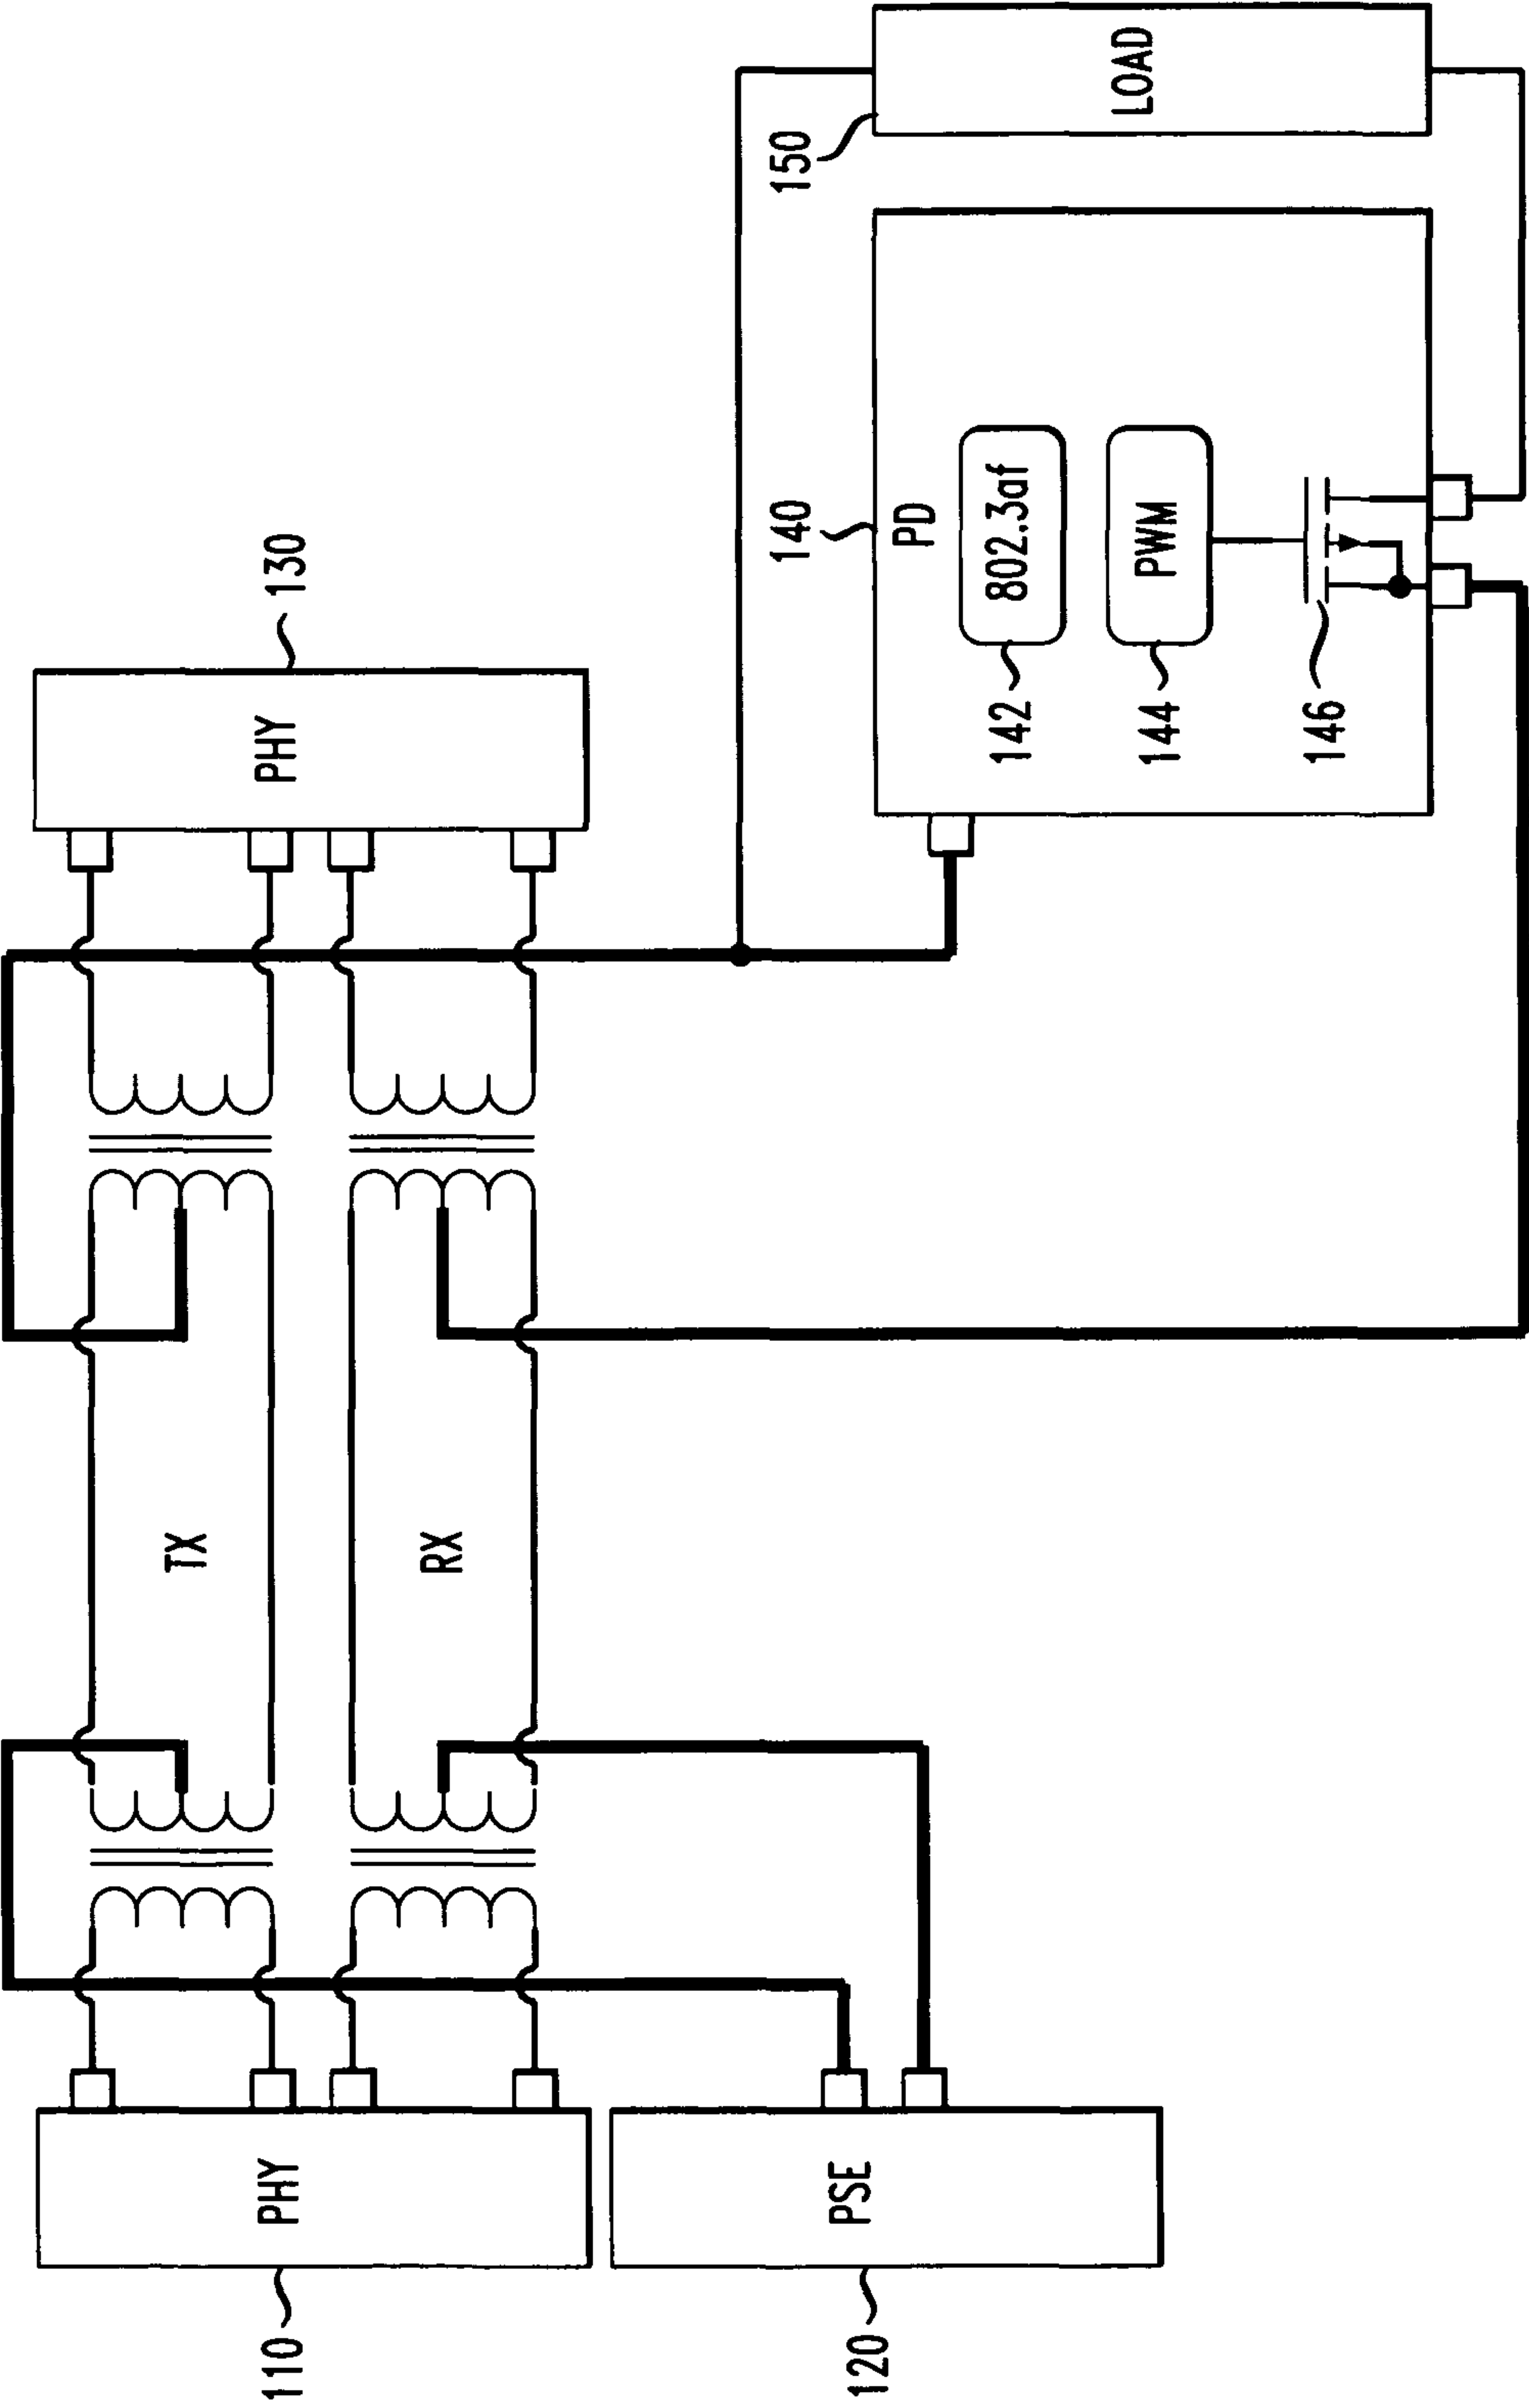 110
PHY
120
PSE
TX
RX
PHY
130
140
PD
142
802.3af
144
PWM
146
150
LOAD